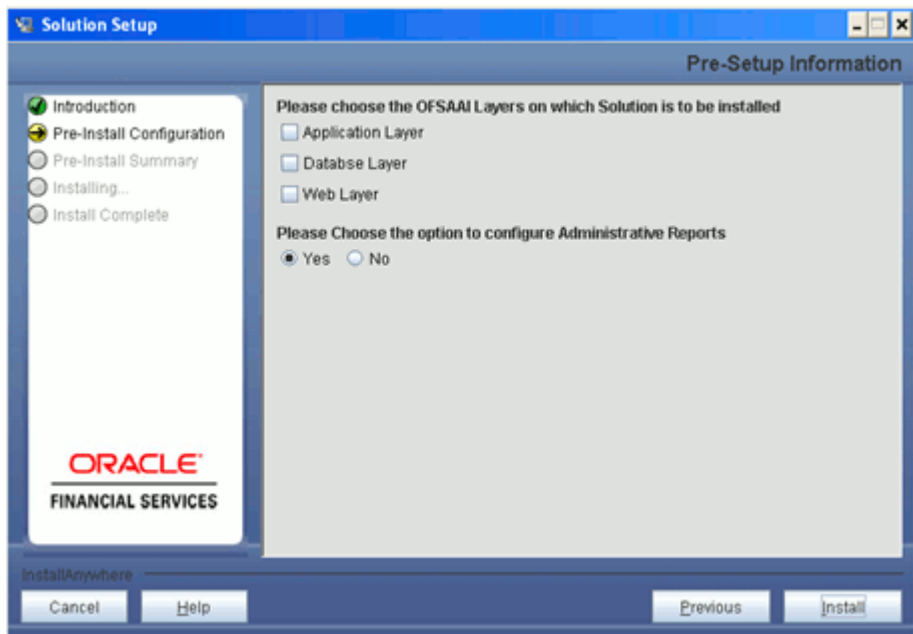 Solution Setup
Pre-Setup Information
Introduction
Pre-Install Configuration
Pre-Install Summary
Installing...
Install Complete
ORACLE
FINANCIAL SERVICES
Please choose the OFSAAI Layers on which Solution is to be installed
Application Layer
Databse Layer
Web Layer
Please Choose the option to configure Administrative Reports
Yes No
InstallAnywhere
Cancel Help Previous Install